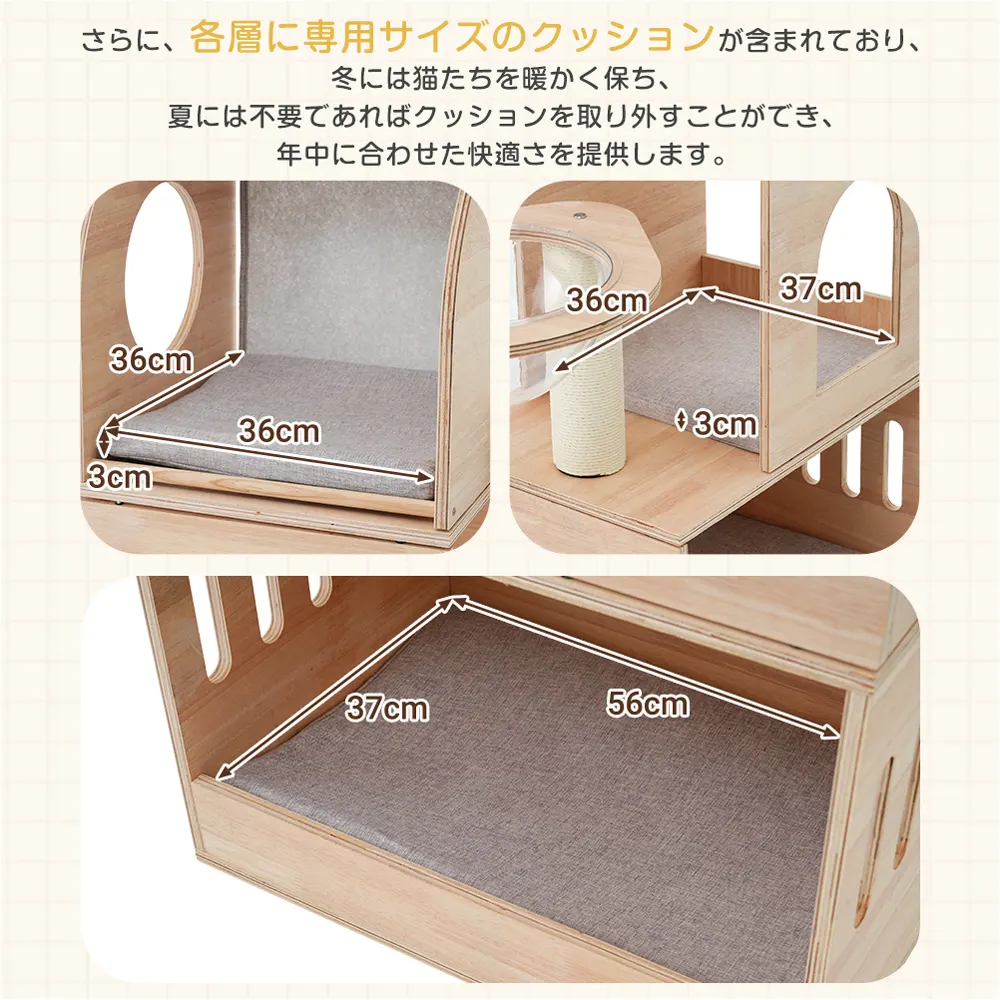 さらに、各層に専用サイズのクッションが含まれており、
冬には猫たちを暖かく保ち、
夏には不要であればクッションを取り外すことができ、
年中に合わせた快適さを提供します。
36cm
36cm
3cm
36cm
37cm
3cm
37cm
56cm